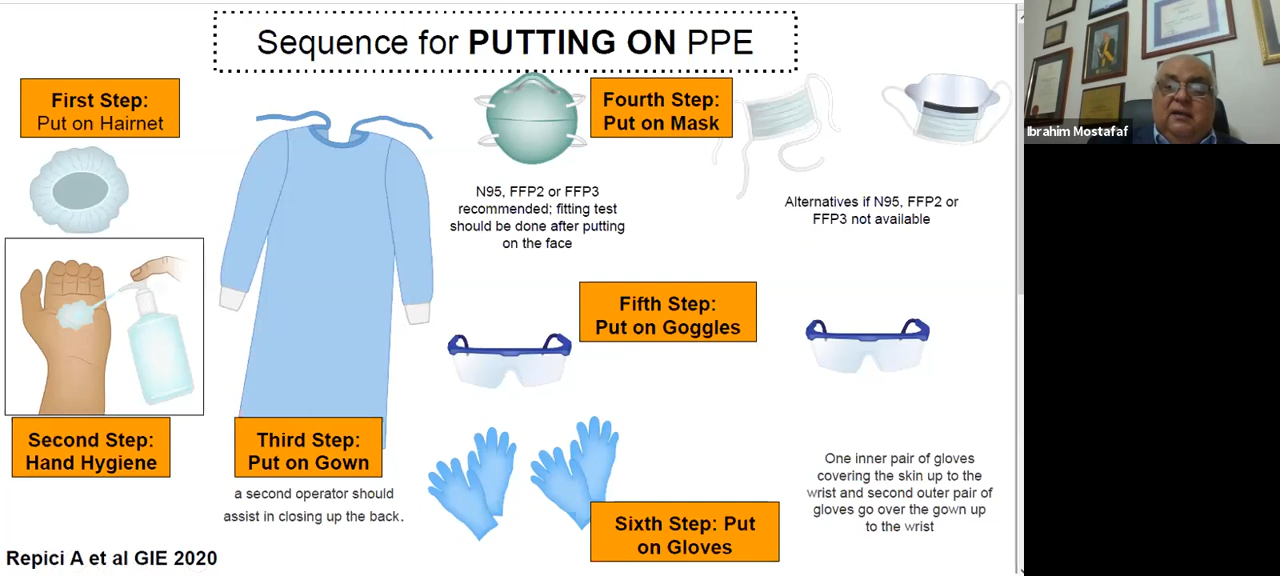 Sequence for PUTTING ON PPE
First Step:
Put on Hairnet
Second Step:
Hand Hygiene
Third Step:
Put on Gown
a second operator should
assist in closing up the back.
N95, FFP2 or FFP3
recommended; fitting test
should be done after putting
on the face
Fourth Step:
Put on Mask
Alternatives if N95, FFP2 or
FFP3 not available
Fifth Step:
Put on Goggles
Sixth Step: Put
on Gloves
One inner pair of gloves
covering the skin up to the
wrist and second outer pair of
gloves go over the gown up
to the wrist
Repici A et al GIE 2020
Ibrahim Mostafaf